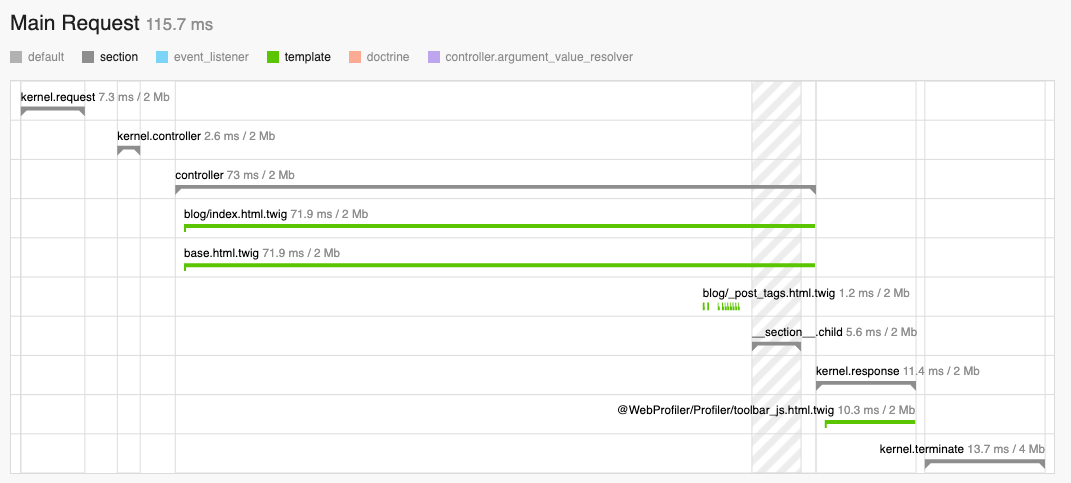 Main Request 115.7 ms
default section event_listener template doctrine controller.argument_value_resolver
kernel.request 7.3 ms / 2 Mb
kernel.controller 2.6 ms / 2 Mb
controller 73 ms / 2 Mb
blog/index.html.twig 71.9 ms / 2 Mb
base.html.twig 71.9 ms / 2 Mb
blog/_post_tags.html.twig 1.2 ms / 2 Mb
__section__.child 5.6 ms / 2 Mb
kernel.response 11.4 ms / 2 Mb
@WebProfiler/Profiler/toolbar_js.html.twig 10.3 ms / 2 Mb
kernel.terminate 13.7 ms / 4 Mb